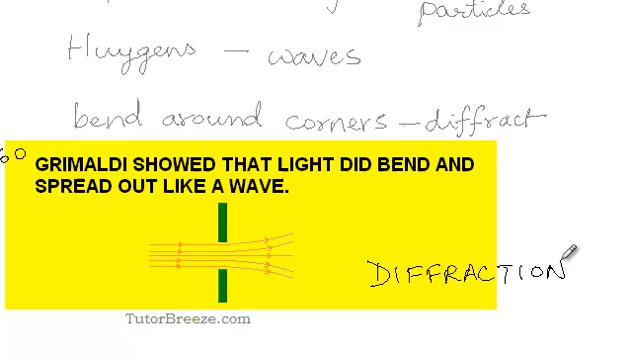 particles
Huygens – waves
bend around corners – diffract
60
GRIMALDI SHOWED THAT LIGHT DID BEND AND
SPREAD OUT LIKE A WAVE.
DIFFRACTION
TutorBreeze.com